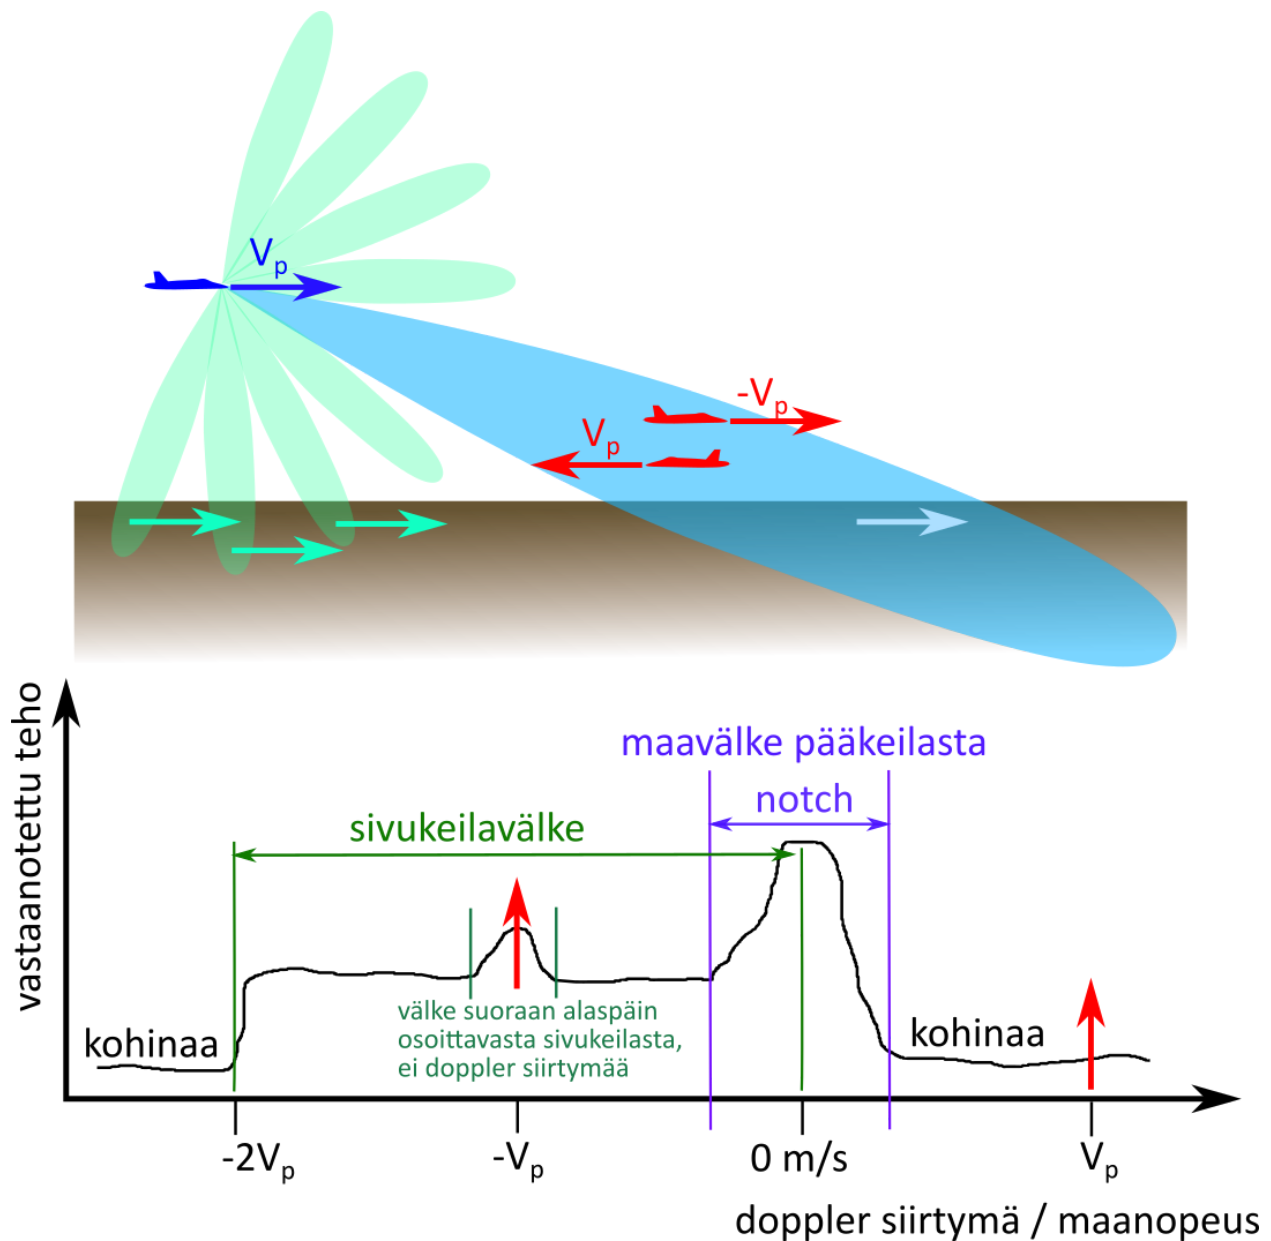 Vp
-Vp
Vp
vastaanotettu teho
maavälke pääkeilasta
notch
sivukeilavälke
välke suoraan alaspäin
osoittavasta sivukeilasta,
ei doppler siirtymää
kohinaa
kohinaa
-2Vp
-Vp
0 m/s
Vp
doppler siirtymä / maanopeus